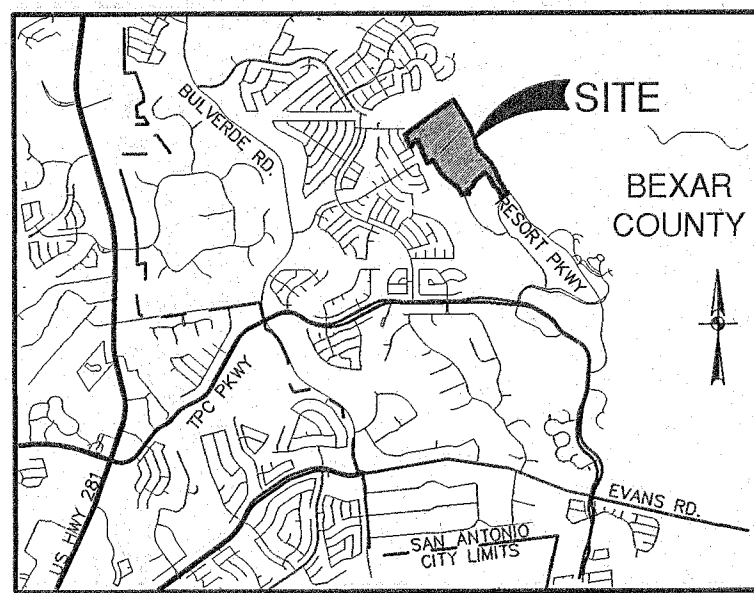 SITE
BULVERDE RD.
BEXAR
COUNTY
RESORT PKWY
TPC PKWY
US HWY 281
EVANS RD.
SAN ANTONIO
CITY LIMITS